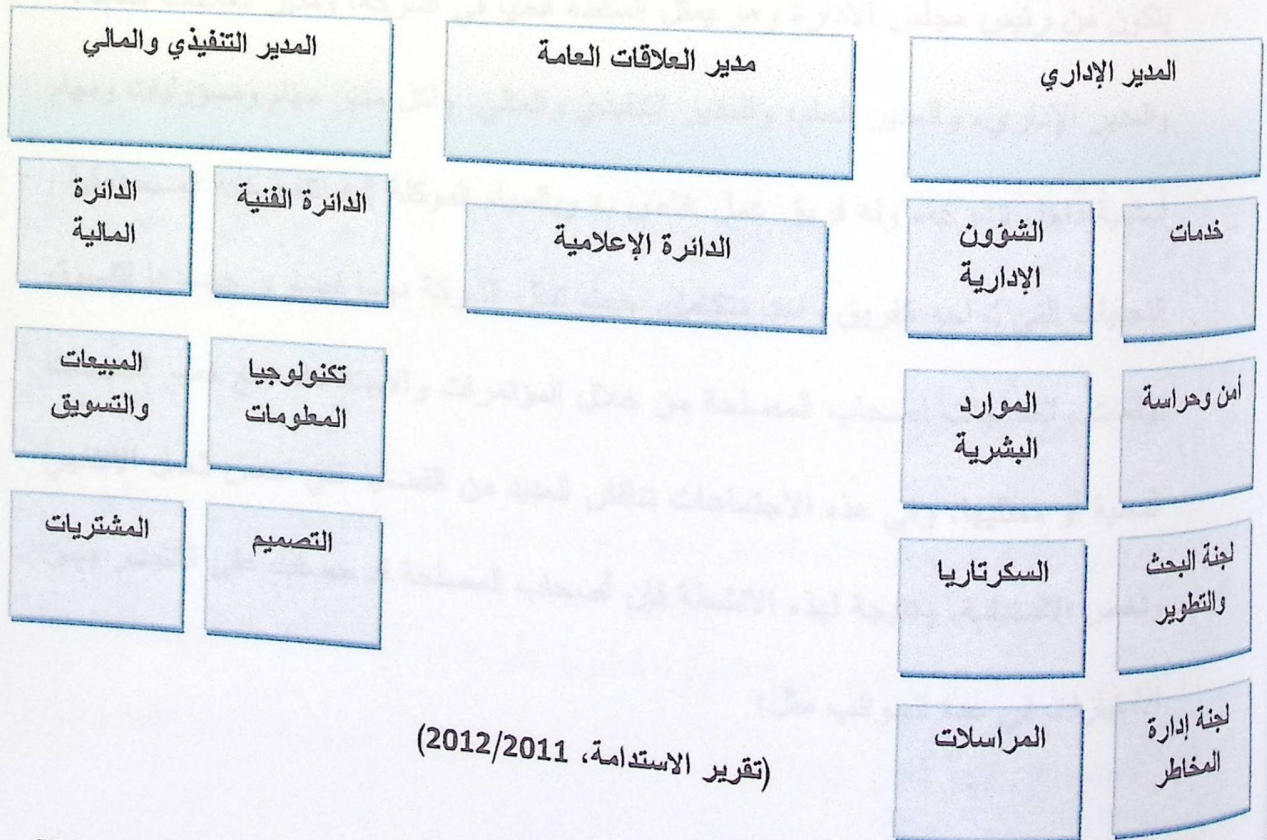 المدير الإداري
مدير العلاقات العامة
المدير التنفيذي والمالي
خدمات
الشؤون
الإدارية
الدائرة الإعلامية
الدائرة الفنية
الدائرة
المالية
أمن وحراسة
الموارد
البشرية
تكنولوجيا
المعلومات
المبيعات
والتسويق
لجنة البحث
والتطوير
السكرتاريا
التصميم
المشتريات
لجنة إدارة
المخاطر
المراسلات
(تقرير الاستدامة، 2012/2011)